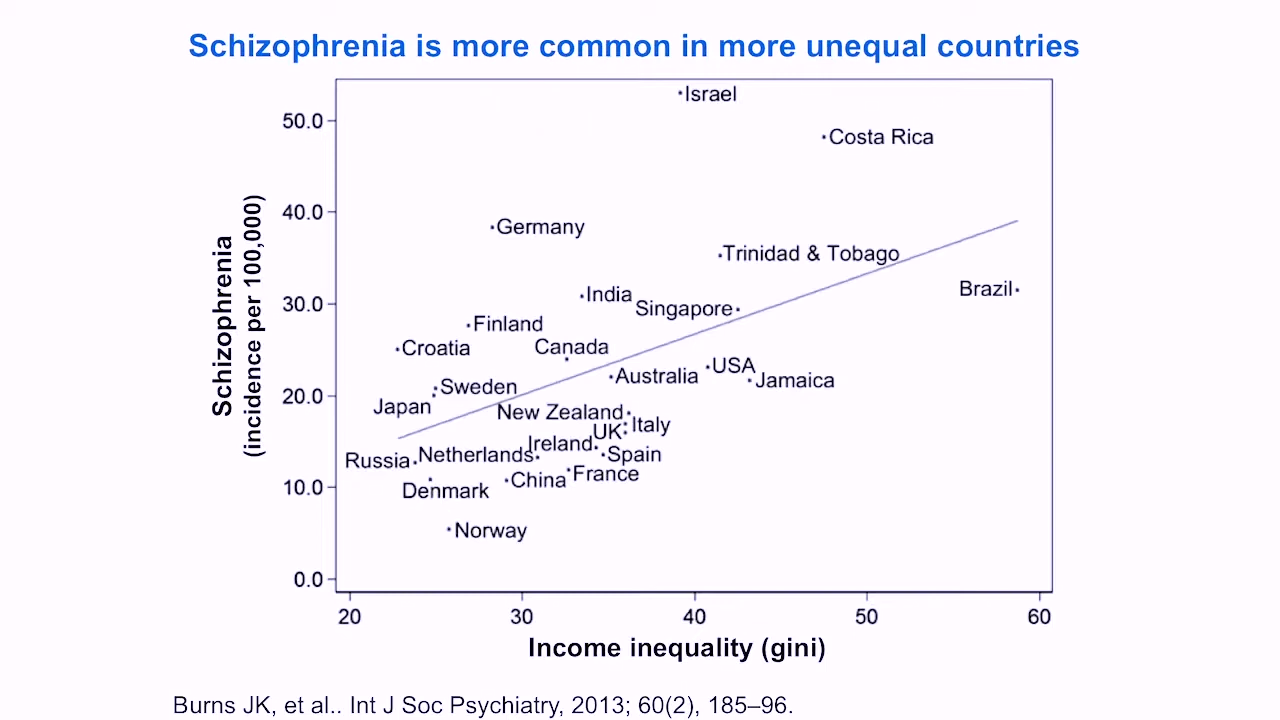 Schizophrenia is more common in more unequal countries
Israel
50.0
Costa Rica
40.0
Germany
Trinidad & Tobago
Schizophrenia
(incidence per 100,000)
30.0
India
Brazil
Singapore
Finland
Croatia
Canada
USA
Australia
Jamaica
20.0
Sweden
Japan
New Zealand
Italy
UK
Ireland
Russia
Netherlands
Spain
France
10.0
China
Denmark
Norway
0.0
20 30 40 50 60
Income inequality (gini)
Burns JK, et al.. Int J Soc Psychiatry, 2013; 60(2), 185–96.